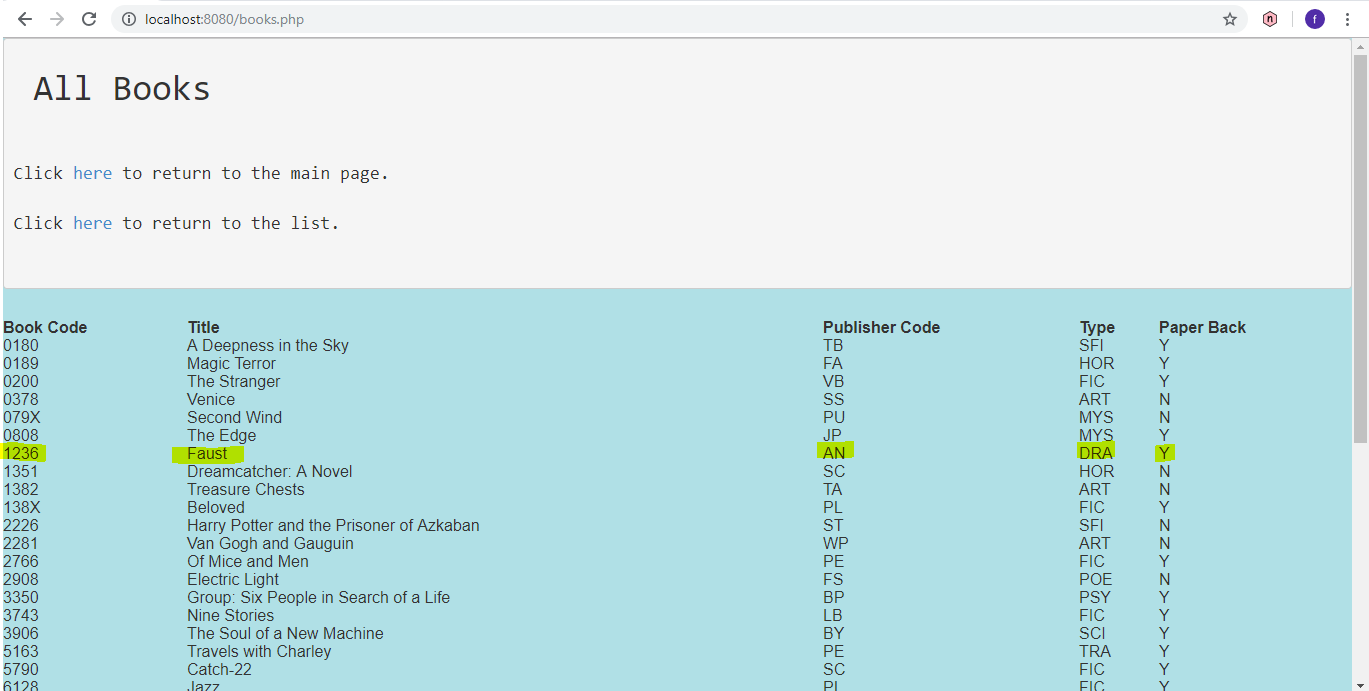 localhost:8080/books.php
n
f
All Books
Click here to return to the main page.
Click here to return to the list.
Book Code Title Publisher Code Type Paper Back
0180 A Deepness in the Sky TB SFI Y
0189 Magic Terror FA HOR Y
0200 The Stranger VB FIC Y
0378 Venice SS ART N
079X Second Wind PU MYS N
0808 The Edge JP MYS Y
1236 Faust AN DRA Y
1351 Dreamcatcher: A Novel SC HOR N
1382 Treasure Chests TA ART N
138X Beloved PL FIC Y
2226 Harry Potter and the Prisoner of Azkaban ST SFI N
2281 Van Gogh and Gauguin WP ART N
2766 Of Mice and Men PE FIC Y
2908 Electric Light FS POE N
3350 Group: Six People in Search of a Life BP PSY Y
3743 Nine Stories LB FIC Y
3906 The Soul of a New Machine BY SCI Y
5163 Travels with Charley PE TRA Y
5790 Catch-22 SC FIC Y
6128 Jazz PL FIC Y